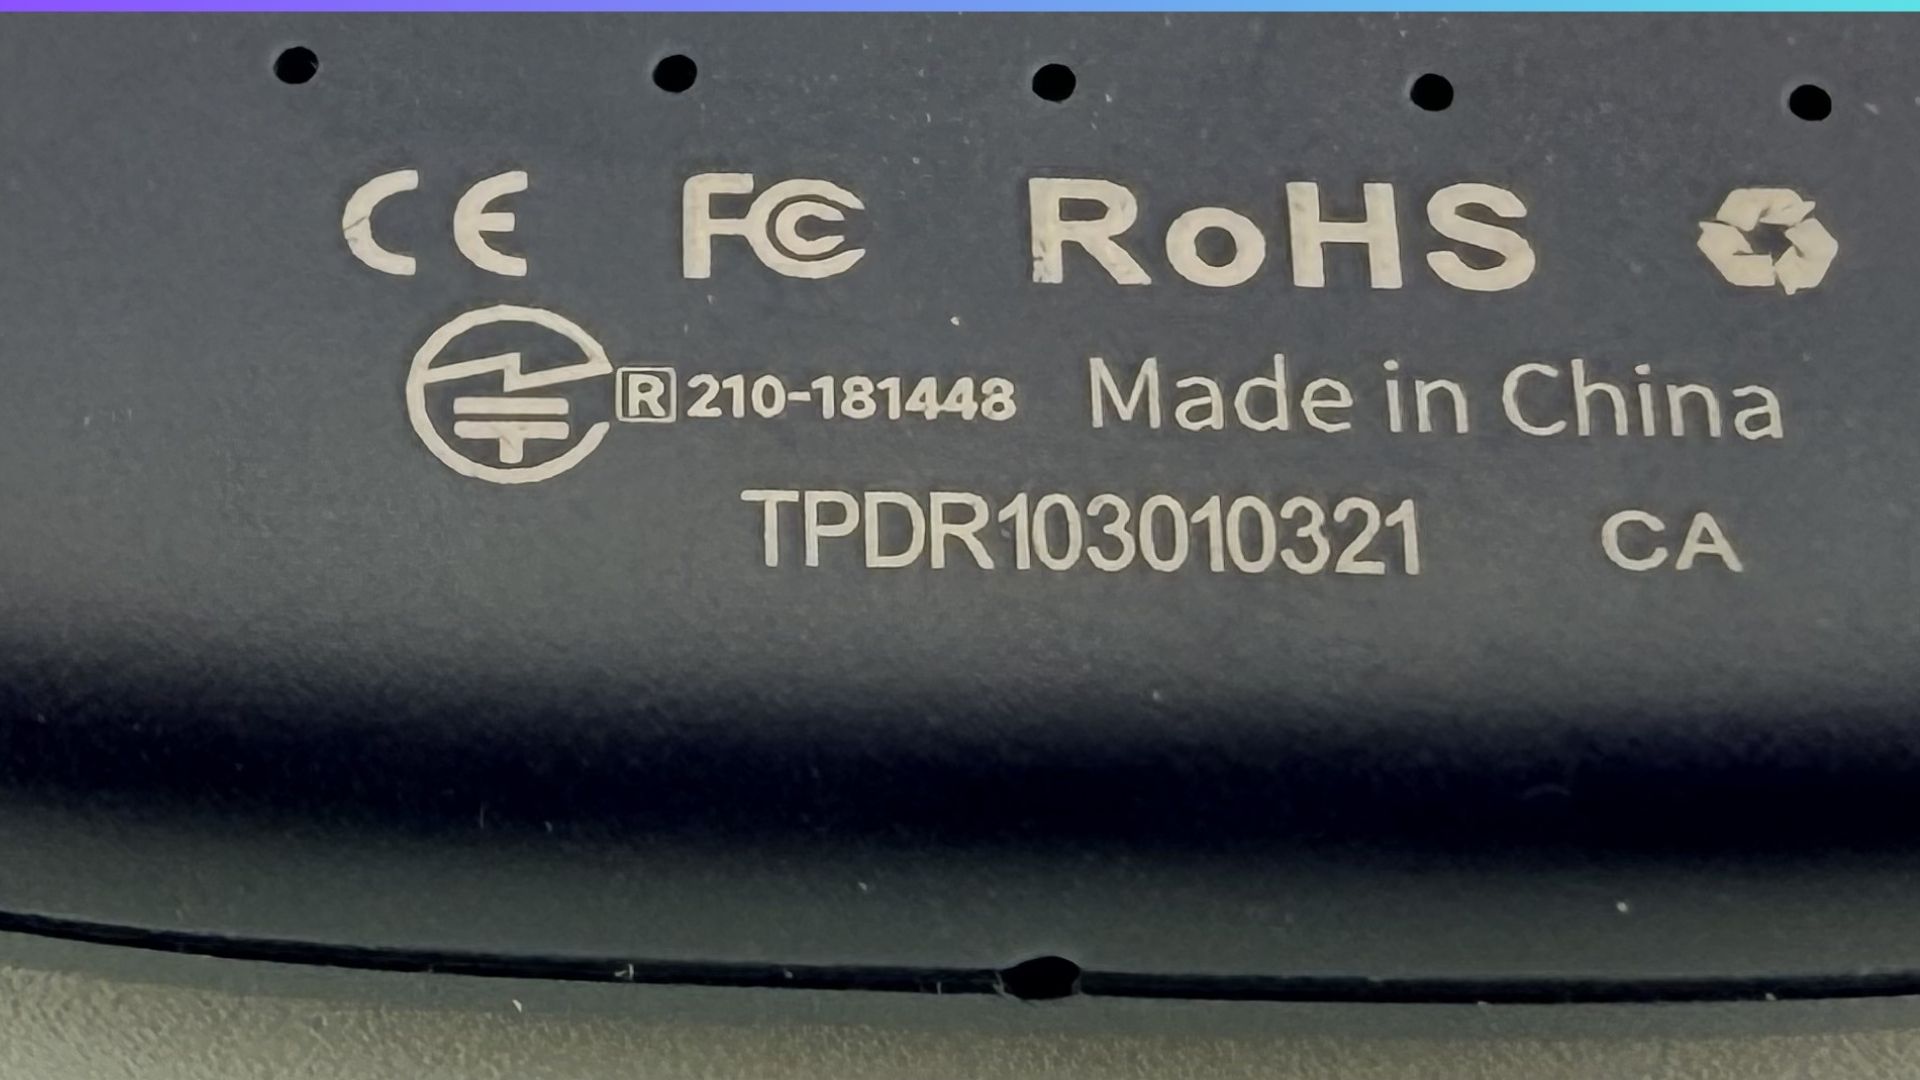 CE FC RoHS
R 210-181448 Made in China
TPDR103010321 CA